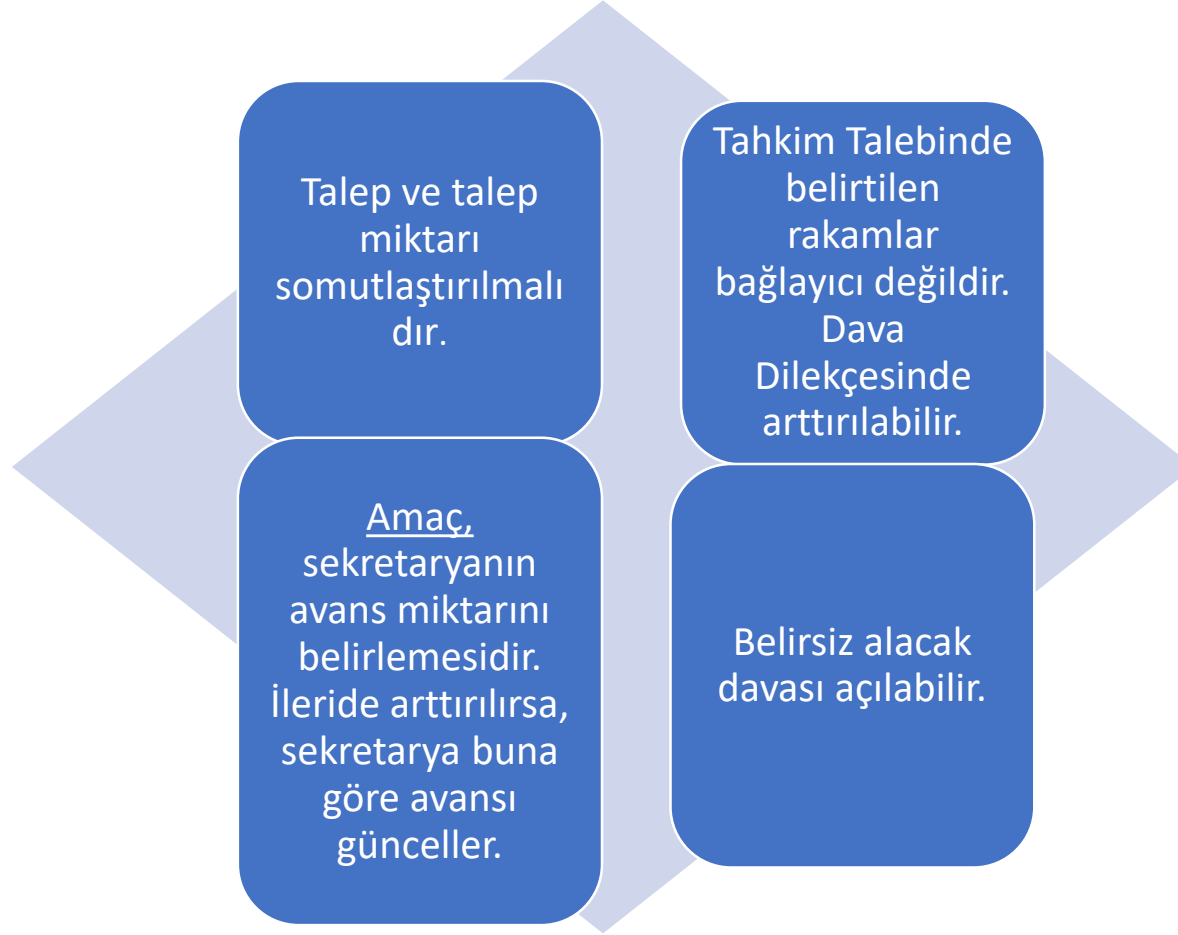 Talep ve talep
miktarı
somutlaştırılmalı
dır.
Tahkim Talebinde
belirtilen
rakamlar
bağlayıcı değildir.
Dava
Dilekçesinde
arttırılabilir.
Amaç,
sekretaryanın
avans miktarını
belirlemesidir.
İleride arttırılırsa,
sekretarya buna
göre avansı
günceller.
Belirsiz alacak
davası açılabilir.